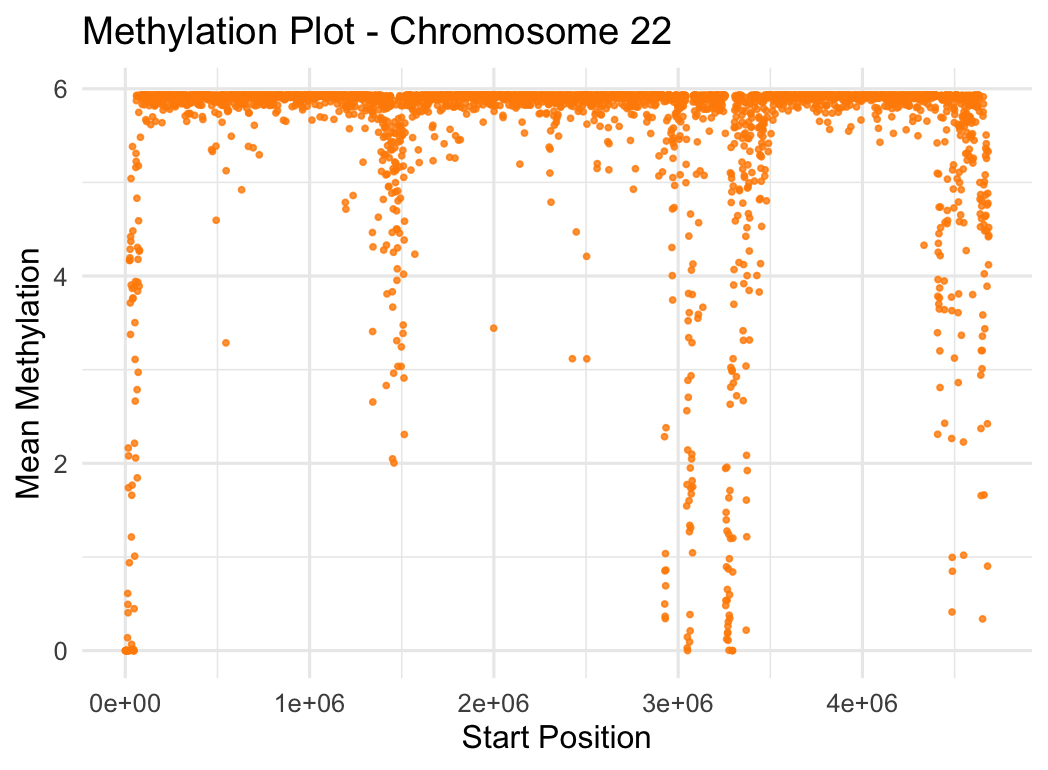 Methylation Plot - Chromosome 22
Mean Methylation
6
4
2
0
0e+00 1e+06 2e+06 3e+06 4e+06
Start Position